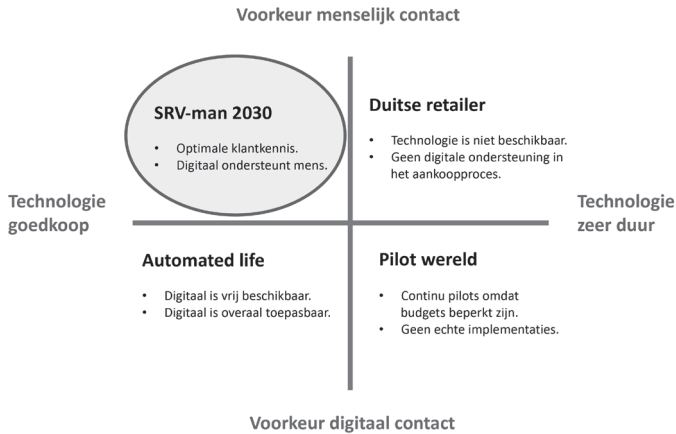 Voorkeur menselijk contact
SRV-man 2030
• Optimale klantkennis.
• Digitaal ondersteunt mens.
Duitse retailer
• Technologie is niet beschikbaar.
• Geen digitale ondersteuning in
het aankoopproces.
Technologie
goedkoop
Technologie
zeer duur
Automated life
• Digitaal is vrij beschikbaar.
• Digitaal is overaal toepasbaar.
Pilot wereld
• Continu pilots omdat
budgets beperkt zijn.
• Geen echte implementaties.
Voorkeur digitaal contact